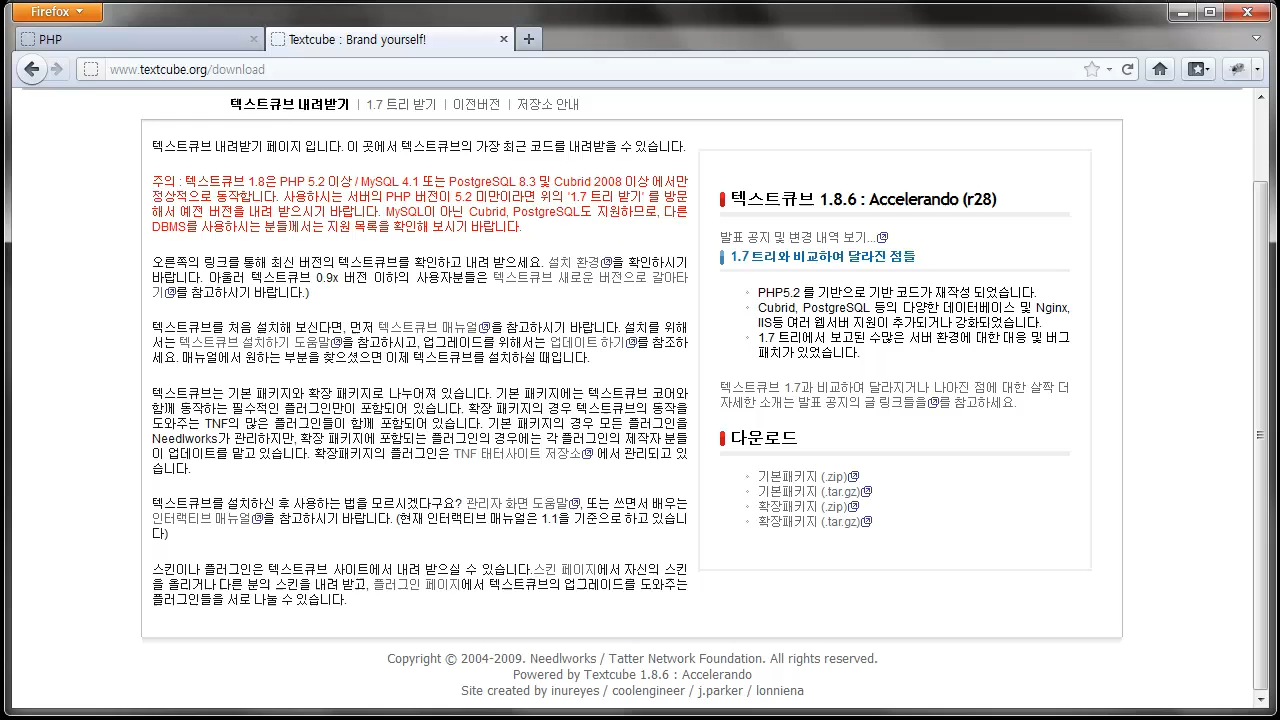 Firefox
PHP
Textcube : Brand yourself!
www.textcube.org/download
텍스트큐브 내려받기 | 1.7 트리 받기 | 이전버전 | 저장소 안내
텍스트큐브 내려받기 페이지 입니다. 이 곳에서 텍스트큐브의 가장 최근 코드를 내려받을 수 있습니다.
주의 : 텍스트큐브 1.8은 PHP 5.2 이상 / MySQL 4.1 또는 PostgreSQL 8.3 및 Cubrid 2008 이상 에서만
정상적으로 동작합니다. 사용하시는 서버의 PHP 버전이 5.2 미만이라면 위의 '1.7 트리 받기' 를 방문
해서 예전 버전을 내려 받으시기 바랍니다. MySQL이 아닌 Cubrid, PostgreSQL도 지원하므로, 다른
DBMS를 사용하시는 분들께서는 지원 목록을 확인해 보시기 바랍니다.
오른쪽의 링크를 통해 최신 버전의 텍스트큐브를 확인하고 내려 받으세요. 설치 환경을 확인하시기
바랍니다. 아울러 텍스트큐브 0.9x 버전 이하의 사용자분들은 텍스트큐브 새로운 버전으로 갈아타
기를 참고하시기 바랍니다.)
텍스트큐브를 처음 설치해 보신다면, 먼저 텍스트큐브 매뉴얼을 참고하시기 바랍니다. 설치를 위해
서는 텍스트큐브 설치하기 도움말을 참고하시고, 업그레이드를 위해서는 업데이트 하기를 참조하
세요. 매뉴얼에서 원하는 부분을 찾으셨으면 이제 텍스트큐브를 설치하실 때입니다.
텍스트큐브는 기본 패키지와 확장 패키지로 나누어져 있습니다. 기본 패키지에는 텍스트큐브 코어와
함께 동작하는 필수적인 플러그인만이 포함되어 있습니다. 확장 패키지의 경우 텍스트큐브의 동작을
도와주는 TNF의 많은 플러그인들이 함께 포함되어 있습니다. 기본 패키지의 경우 모든 플러그인을
Needlworks가 관리하지만, 확장 패키지에 포함되는 플러그인의 경우에는 각 플러그인의 제작자 분들
이 업데이트를 맡고 있습니다. 확장패키지의 플러그인은 TNF 태터사이트 저장소 에서 관리되고 있
습니다.
텍스트큐브를 설치하신 후 사용하는 법을 모르시겠다구요? 관리자 화면 도움말, 또는 쓰면서 배우는
인터랙티브 매뉴얼을 참고하시기 바랍니다. (현재 인터랙티브 매뉴얼은 1.1을 기준으로 하고 있습니
다)
스킨이나 플러그인은 텍스트큐브 사이트에서 내려 받으실 수 있습니다.스킨 페이지에서 자신의 스킨
을 올리거나 다른 분의 스킨을 내려 받고, 플러그인 페이지에서 텍스트큐브의 업그레이드를 도와주는
플러그인들을 서로 나눌 수 있습니다.
텍스트큐브 1.8.6 : Accelerando (r28)
발표 공지 및 변경 내역 보기...
1.7 트리와 비교하여 달라진 점들
PHP5.2 를 기반으로 기반 코드가 재작성 되었습니다.
Cubrid, PostgreSQL 등의 다양한 데이터베이스 및 Nginx,
IIS등 여러 웹서버 지원이 추가되거나 강화되었습니다.
1.7 트리에서 보고된 수많은 서버 환경에 대한 대응 및 버그
패치가 있었습니다.
텍스트큐브 1.7과 비교하여 달라지거나 나아진 점에 대한 살짝 더
자세한 소개는 발표 공지의 글 링크들을를 참고하세요.
다운로드
기본패키지 (.zip)
기본패키지 (.tar.gz)
확장패키지 (.zip)
확장패키지 (.tar.gz)
Copyright © 2004-2009. Needlworks / Tatter Network Foundation. All rights reserved.
Powered by Textcube 1.8.6 : Accelerando
Site created by inureyes / coolengineer / j.parker / lonniena